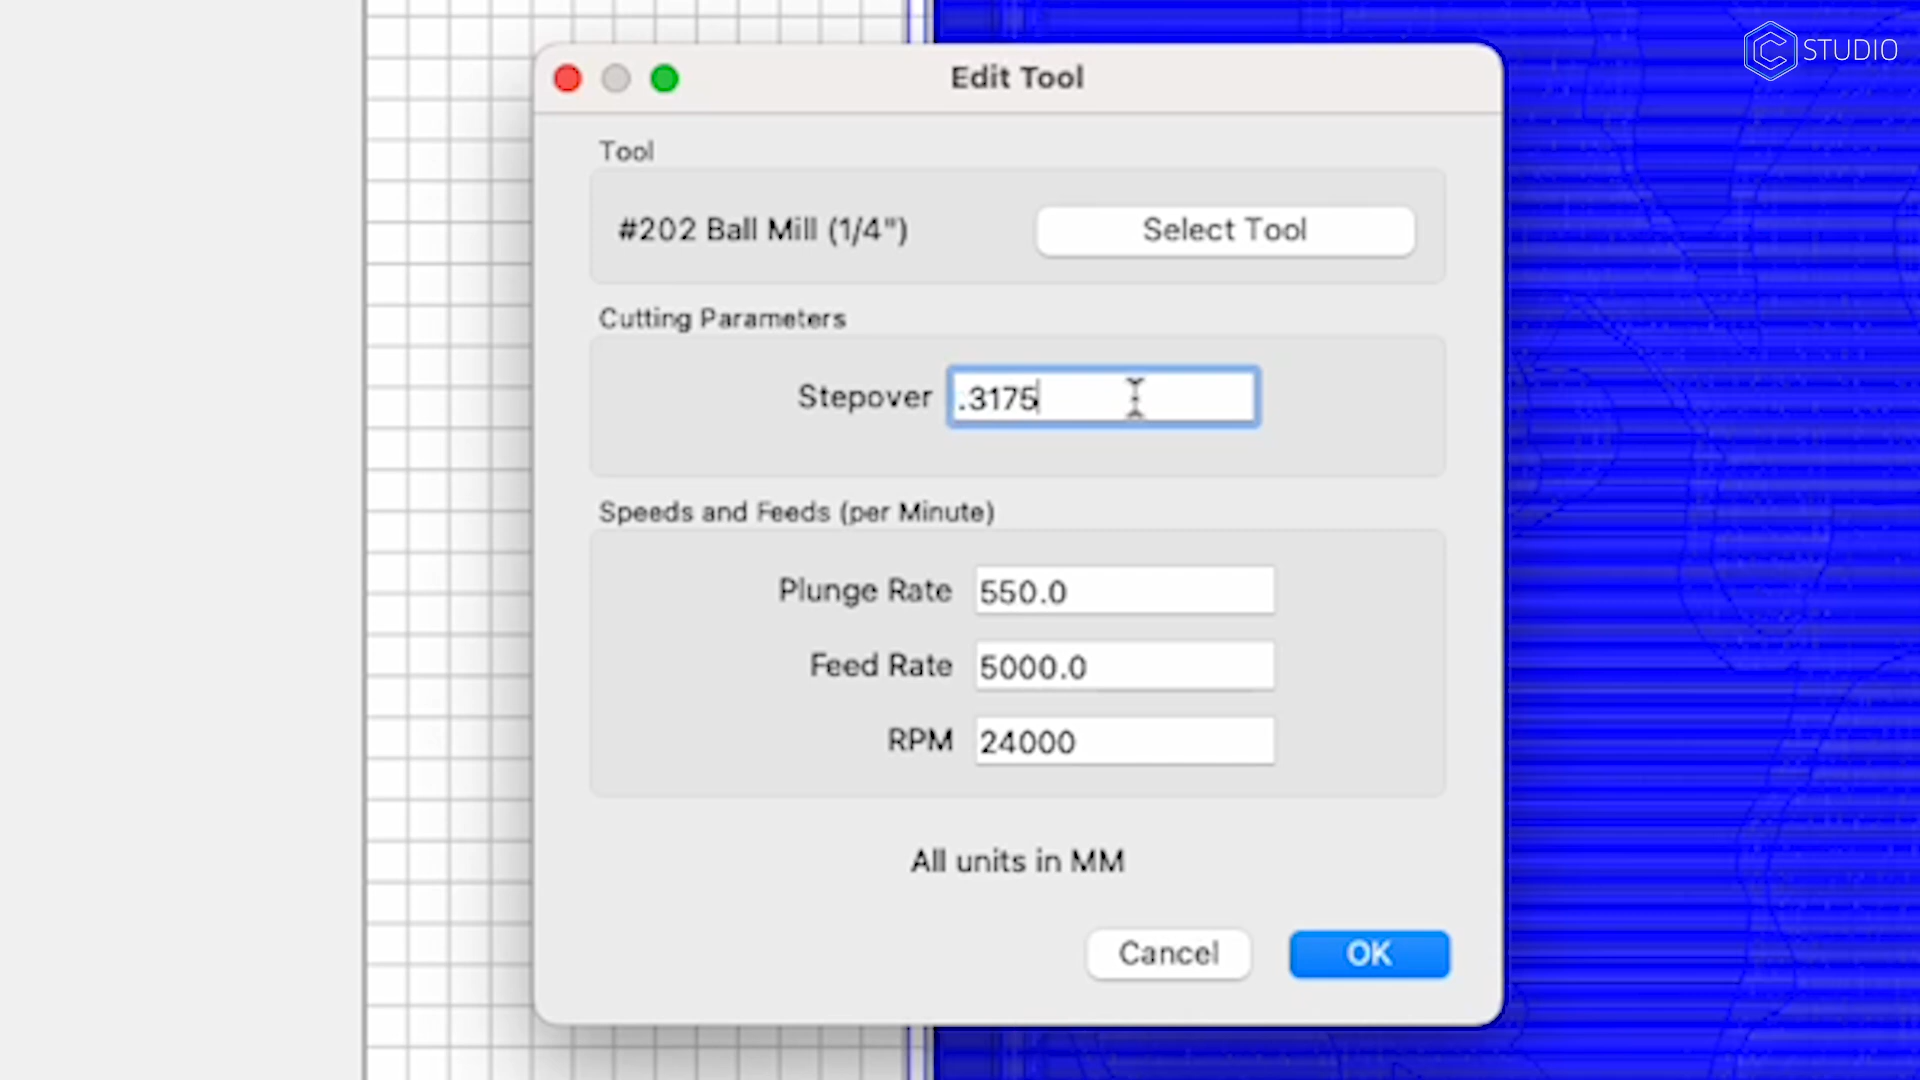 STUDIO
Edit Tool
Tool
#202 Ball Mill (1/4") Select Tool
Cutting Parameters
Stepover .3175
Speeds and Feeds (per Minute)
Plunge Rate 550.0
Feed Rate 5000.0
RPM 24000
All units in MM
Cancel OK